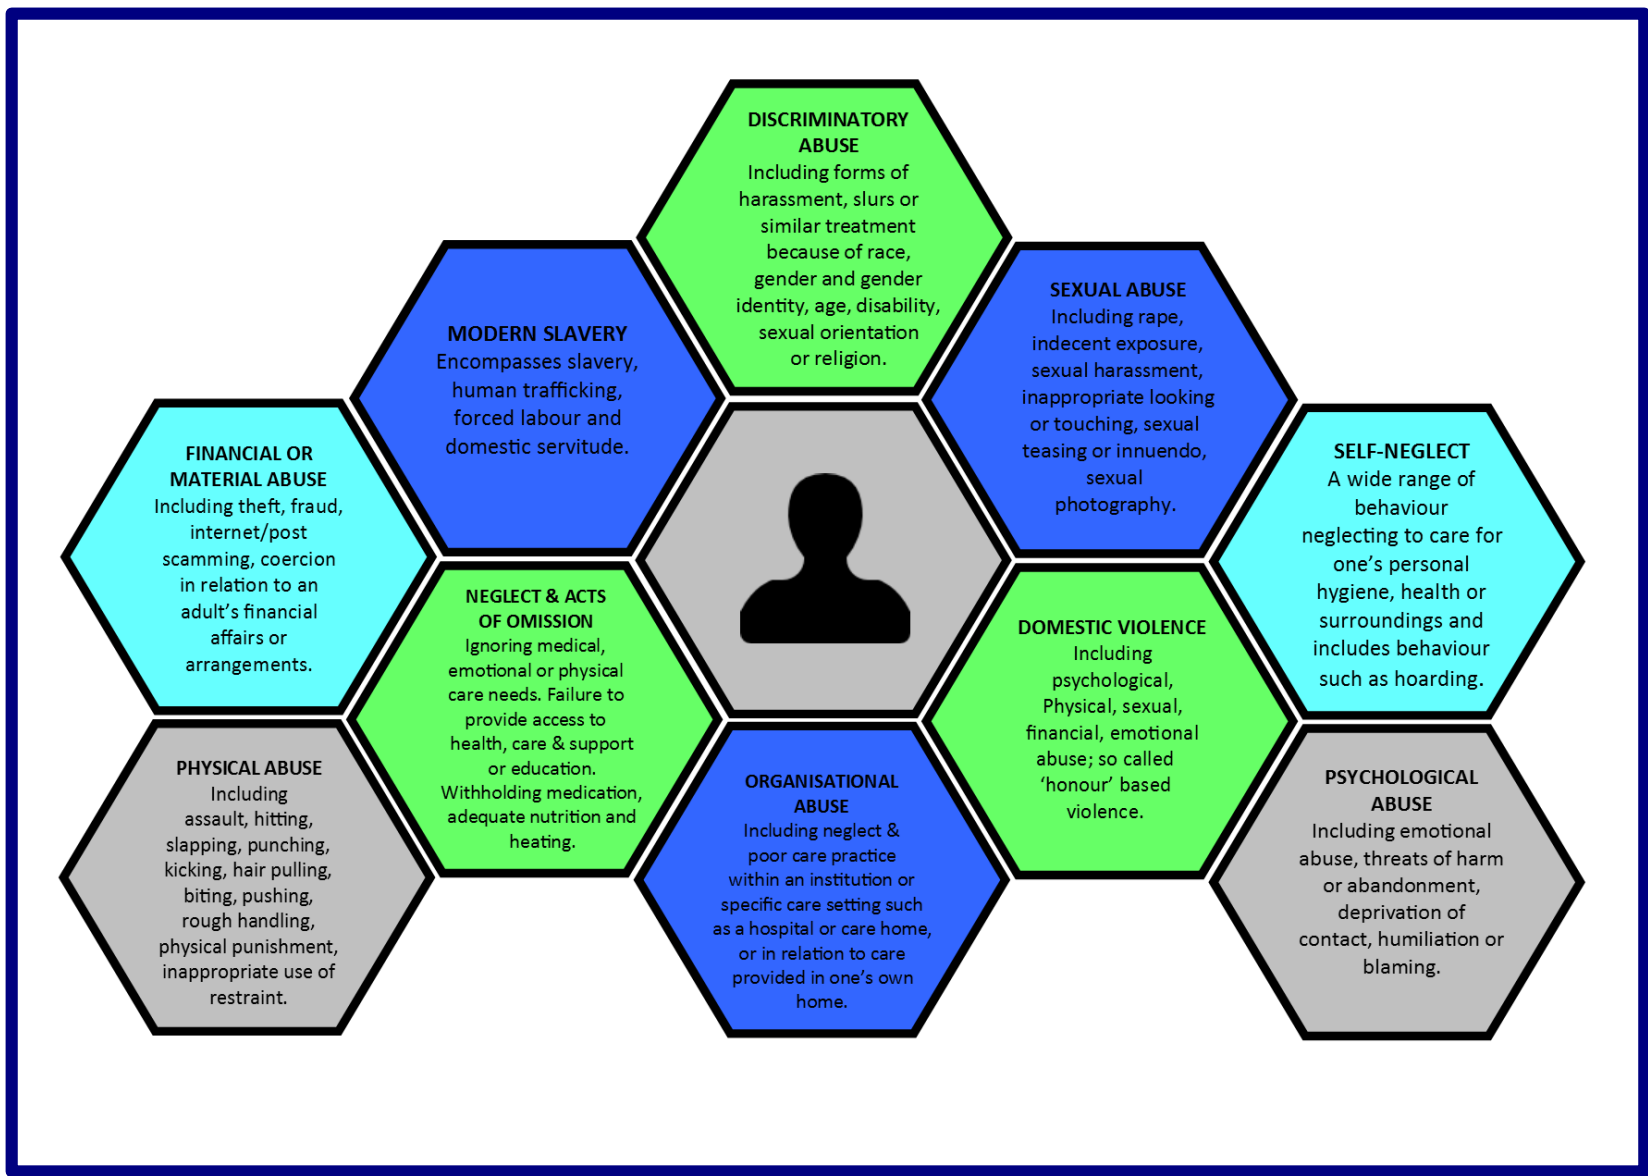 DISCRIMINATORY
ABUSE
Including forms of
harassment, slurs or
similar treatment
because of race,
gender and gender
identity, age, disability,
sexual orientation
or religion.
MODERN SLAVERY
Encompasses slavery,
human trafficking,
forced labour and
domestic servitude.
SEXUAL ABUSE
Including rape,
indecent exposure,
sexual harassment,
inappropriate looking
or touching, sexual
teasing or innuendo,
sexual
photography.
FINANCIAL OR
MATERIAL ABUSE
Including theft, fraud,
internet/post
scamming, coercion
in relation to an
adult’s financial
affairs or
arrangements.
SELF-NEGLECT
A wide range of
behaviour
neglecting to care for
one’s personal
hygiene, health or
surroundings and
includes behaviour
such as hoarding.
NEGLECT & ACTS
OF OMISSION
Ignoring medical,
emotional or physical
care needs. Failure to
provide access to
health, care & support
or education.
Withholding medication,
adequate nutrition and
heating.
DOMESTIC VIOLENCE
Including
psychological,
Physical, sexual,
financial, emotional
abuse; so called
‘honour’ based
violence.
PHYSICAL ABUSE
Including
assault, hitting,
slapping, punching,
kicking, hair pulling,
biting, pushing,
rough handling,
physical punishment,
inappropriate use of
restraint.
ORGANISATIONAL
ABUSE
Including neglect &
poor care practice
within an institution or
specific care setting such
as a hospital or care home,
or in relation to care
provided in one’s own
home.
PSYCHOLOGICAL
ABUSE
Including emotional
abuse, threats of harm
or abandonment,
deprivation of
contact, humiliation or
blaming.